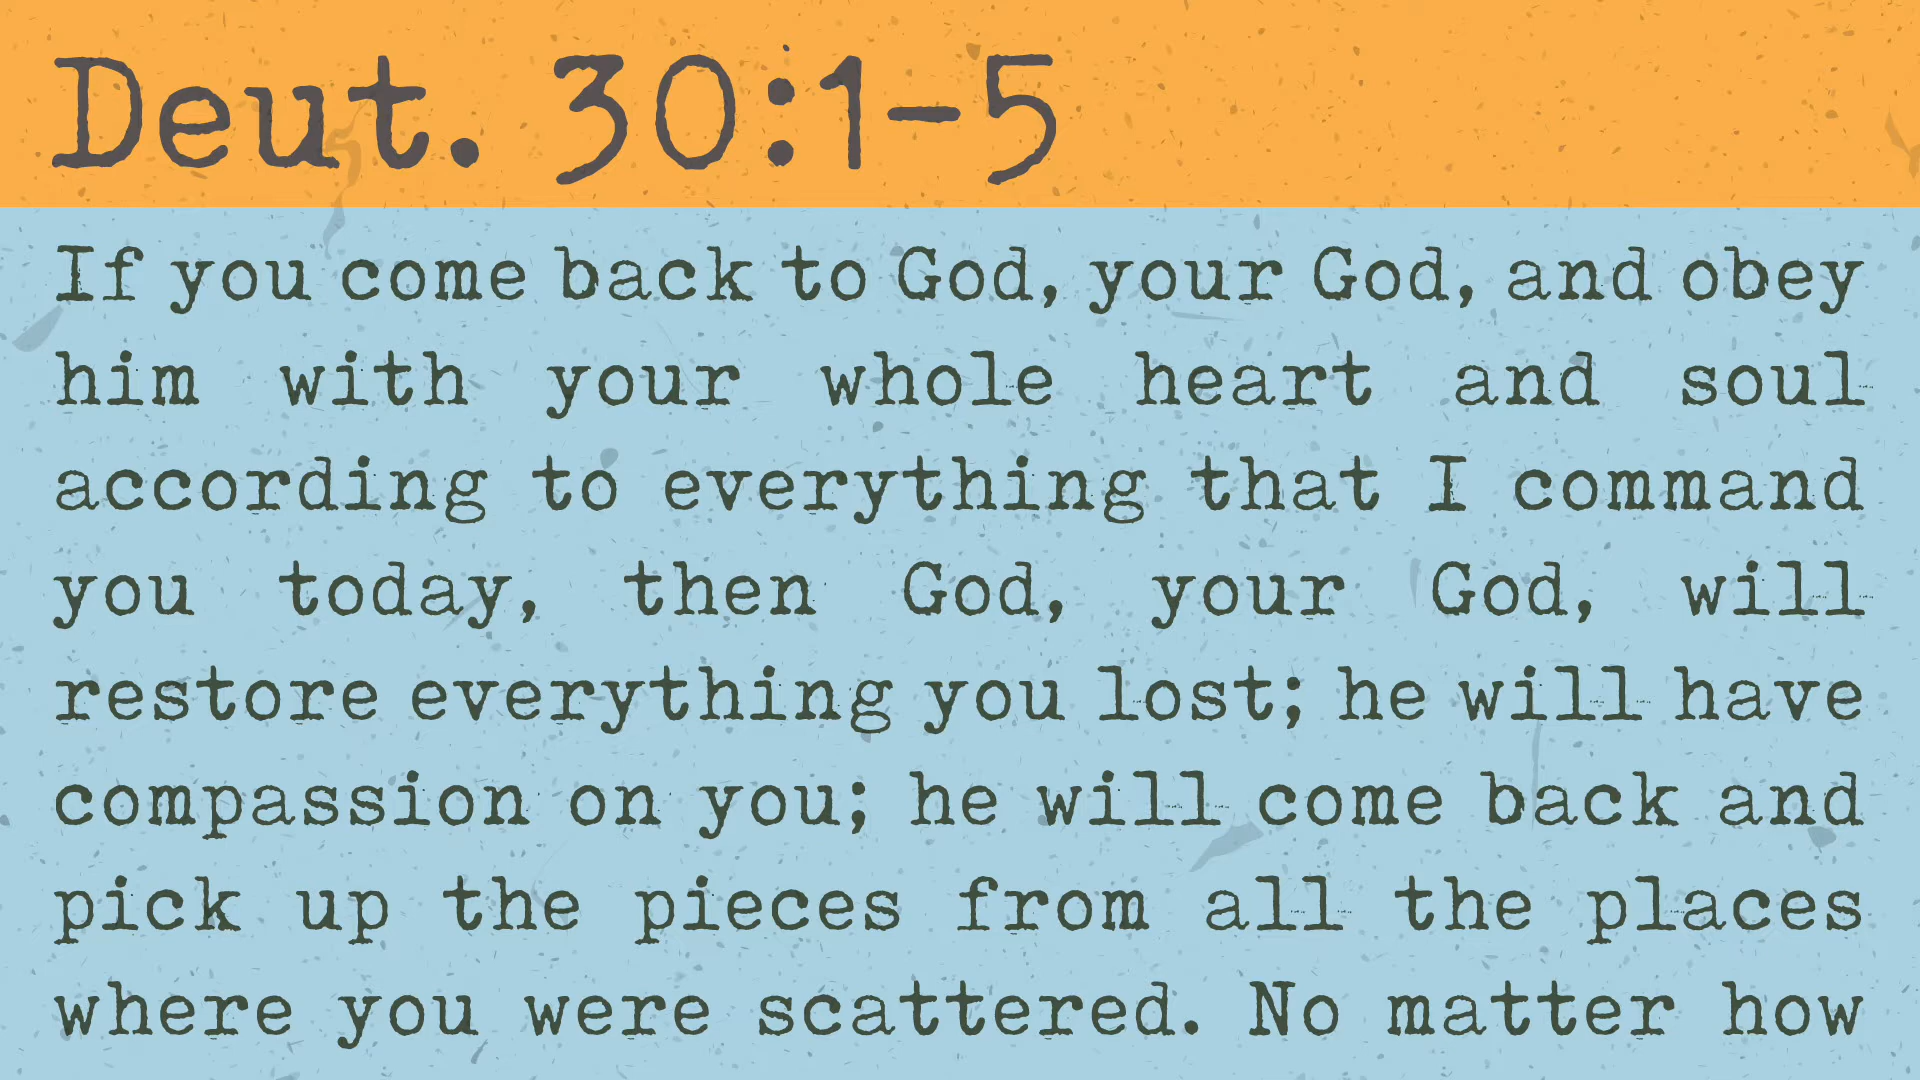 Deut. 30:1-5
If you come back to God, your God, and obey
him with your whole heart and soul
according to everything that I command
you today, then God, your God, will
restore everything you lost; he will have
compassion on you; he will come back and
pick up the pieces from all the places
where you were scattered. No matter how